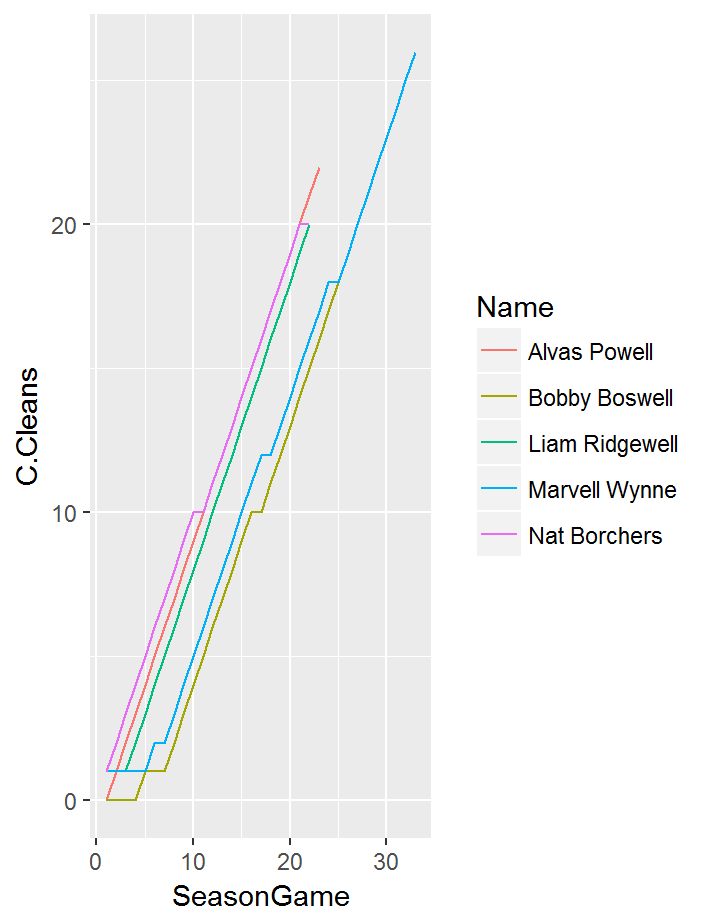 20
10
0
0 10 20 30
SeasonGame
C.Cleans
Name
Alvas Powell
Bobby Boswell
Liam Ridgewell
Marvell Wynne
Nat Borchers